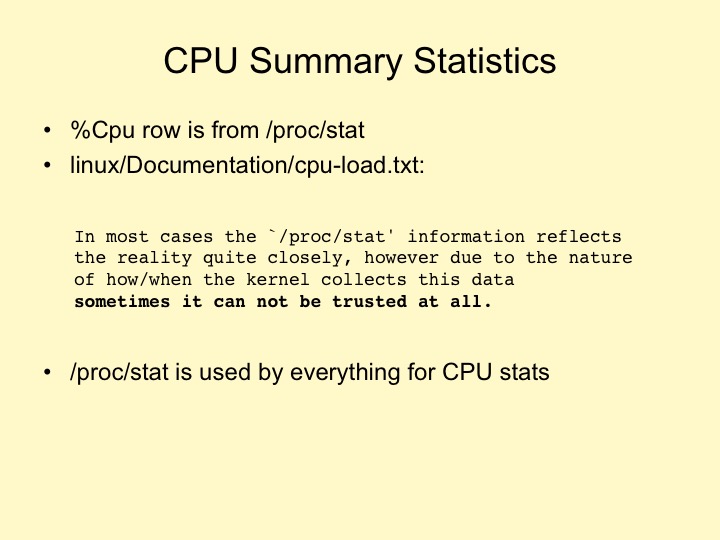 CPU Summary Statistics
• %Cpu row is from /proc/stat
• linux/Documentation/cpu-load.txt:
In most cases the `/proc/stat' information reflects
the reality quite closely, however due to the nature
of how/when the kernel collects this data
sometimes it can not be trusted at all.
• /proc/stat is used by everything for CPU stats